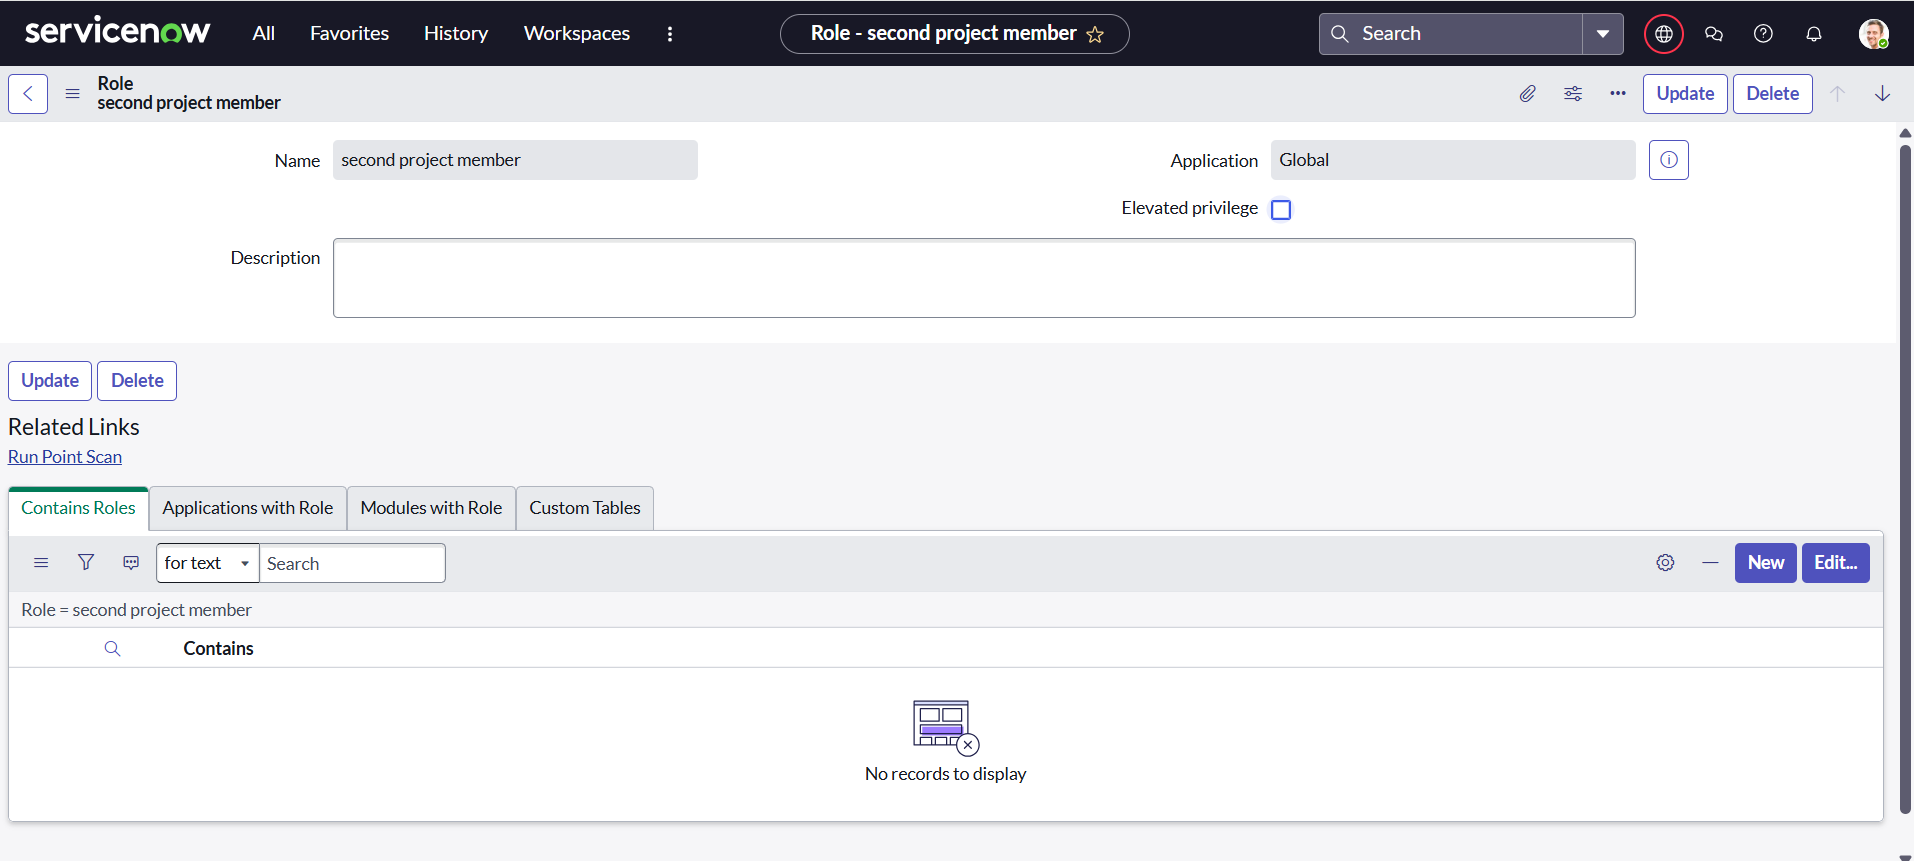 servicenow All Favorites History Workspaces Role - second project member Search
Role
second project member
Update Delete
Name second project member Application Global
Elevated privilege
Description
Update Delete
Related Links
Run Point Scan
Contains Roles Applications with Role Modules with Role Custom Tables
for text Search New Edit...
Role = second project member
Contains
No records to display